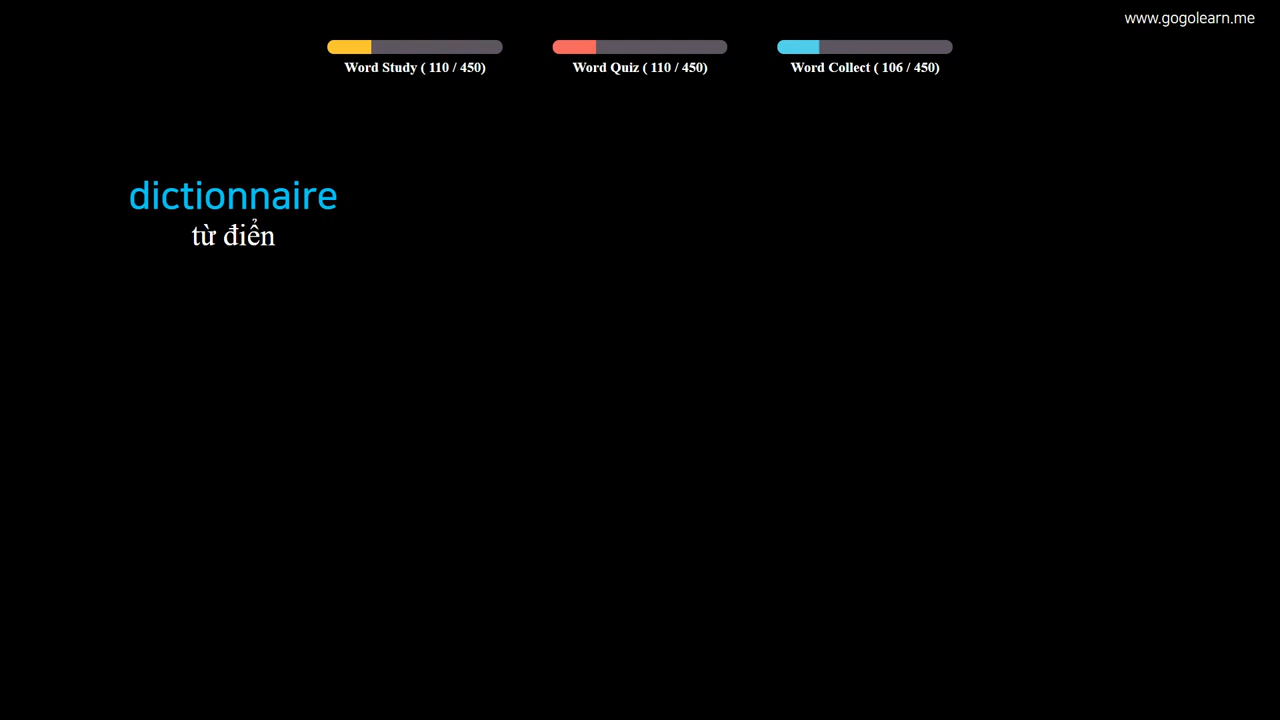 www.gogolearn.me
Word Study ( 110 / 450)
Word Quiz ( 110 / 450)
Word Collect ( 106 / 450)
dictionnaire
từ điển